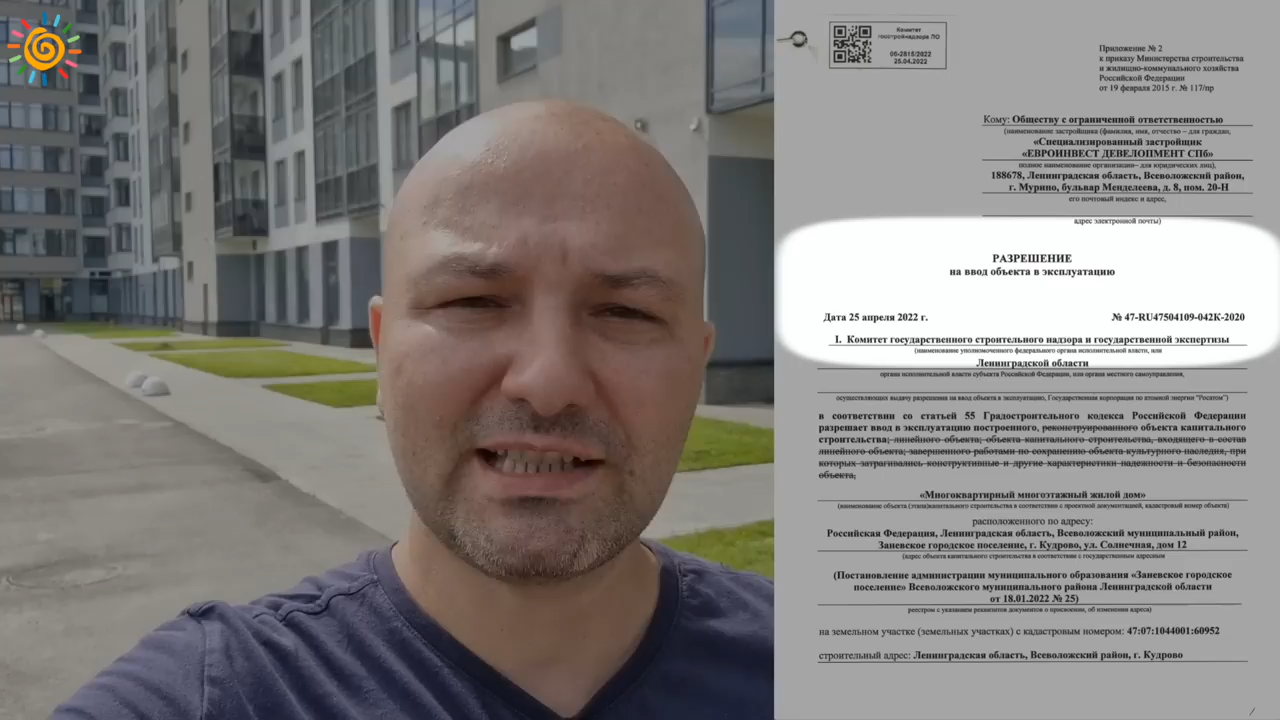 Комитет
госстройнадзора ЛО
06-2815/2022
25.04.2022
Приложение № 2
к приказу Министерства строительства
и жилищно-коммунального хозяйства
Российской Федерации
от 19 февраля 2015 г. № 117/пр
Кому: Обществу с ограниченной ответственностью
(наименование застройщика (фамилия, имя, отчество – для граждан,
«Специализированный застройщик
«ЕВРОИНВЕСТ ДЕВЕЛОПМЕНТ СПб»
полное наименование организации– для юридических лиц),
188678, Ленинградская область, Всеволожский район,
г. Мурино, бульвар Менделеева, д. 8, пом. 20-Н
его почтовый индекс и адрес,
адрес электронной почты)
РАЗРЕШЕНИЕ
на ввод объекта в эксплуатацию
Дата 25 апреля 2022 г. № 47-RU47504109-042К-2020
I. Комитет государственного строительного надзора и государственной экспертизы
(наименование уполномоченного федерального органа исполнительной власти, или
Ленинградской области
органа исполнительной власти субъекта Российской Федерации, или органа местного самоуправления,
осуществляющих выдачу разрешения на ввод объекта в эксплуатацию, Государственная корпорация по атомной энергии "Росатом")
в соответствии со статьей 55 Градостроительного кодекса Российской Федерации
разрешает ввод в эксплуатацию построенного, реконструированного объекта капитального
строительства; линейного объекта; объекта капитального строительства, входящего в состав
линейного объекта; завершенного работами по сохранению объекта культурного наследия, при
которых затрагивались конструктивные и другие характеристики надежности и безопасности
объекта,
«Многоквартирный многоэтажный жилой дом»
(наименование объекта (этапа)капитального строительства в соответствии с проектной документацией, кадастровый номер объекта)
расположенного по адресу:
Российская Федерация, Ленинградская область, Всеволожский муниципальный район,
Заневское городское поселение, г. Кудрово, ул. Солнечная, дом 12
(адрес объекта капитального строительства в соответствии с государственным адресным
(Постановление администрации муниципального образования «Заневское городское
поселение» Всеволожского муниципального района Ленинградской области
от 18.01.2022 № 25)
реестром с указанием реквизитов документов о присвоении, об изменении адреса)
на земельном участке (земельных участках) с кадастровым номером: 47:07:1044001:60952
строительный адрес: Ленинградская область, Всеволожский район, г. Кудрово